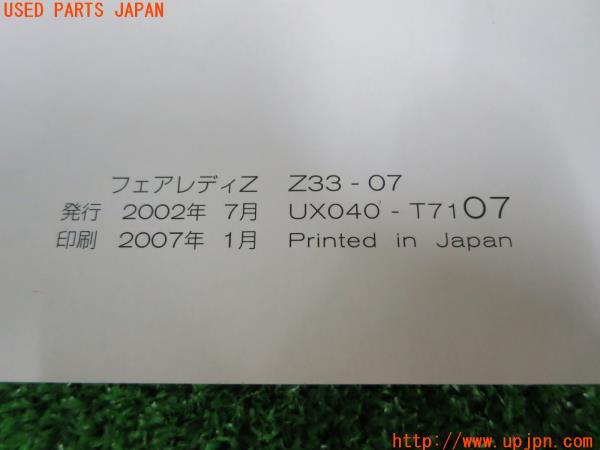 USED PARTS JAPAN
フェアレディZ Z33-07
発行 2002年 7月 UX040'-T7107
印刷 2007年 1月 Printed in Japan
http://www.upjpn.com/